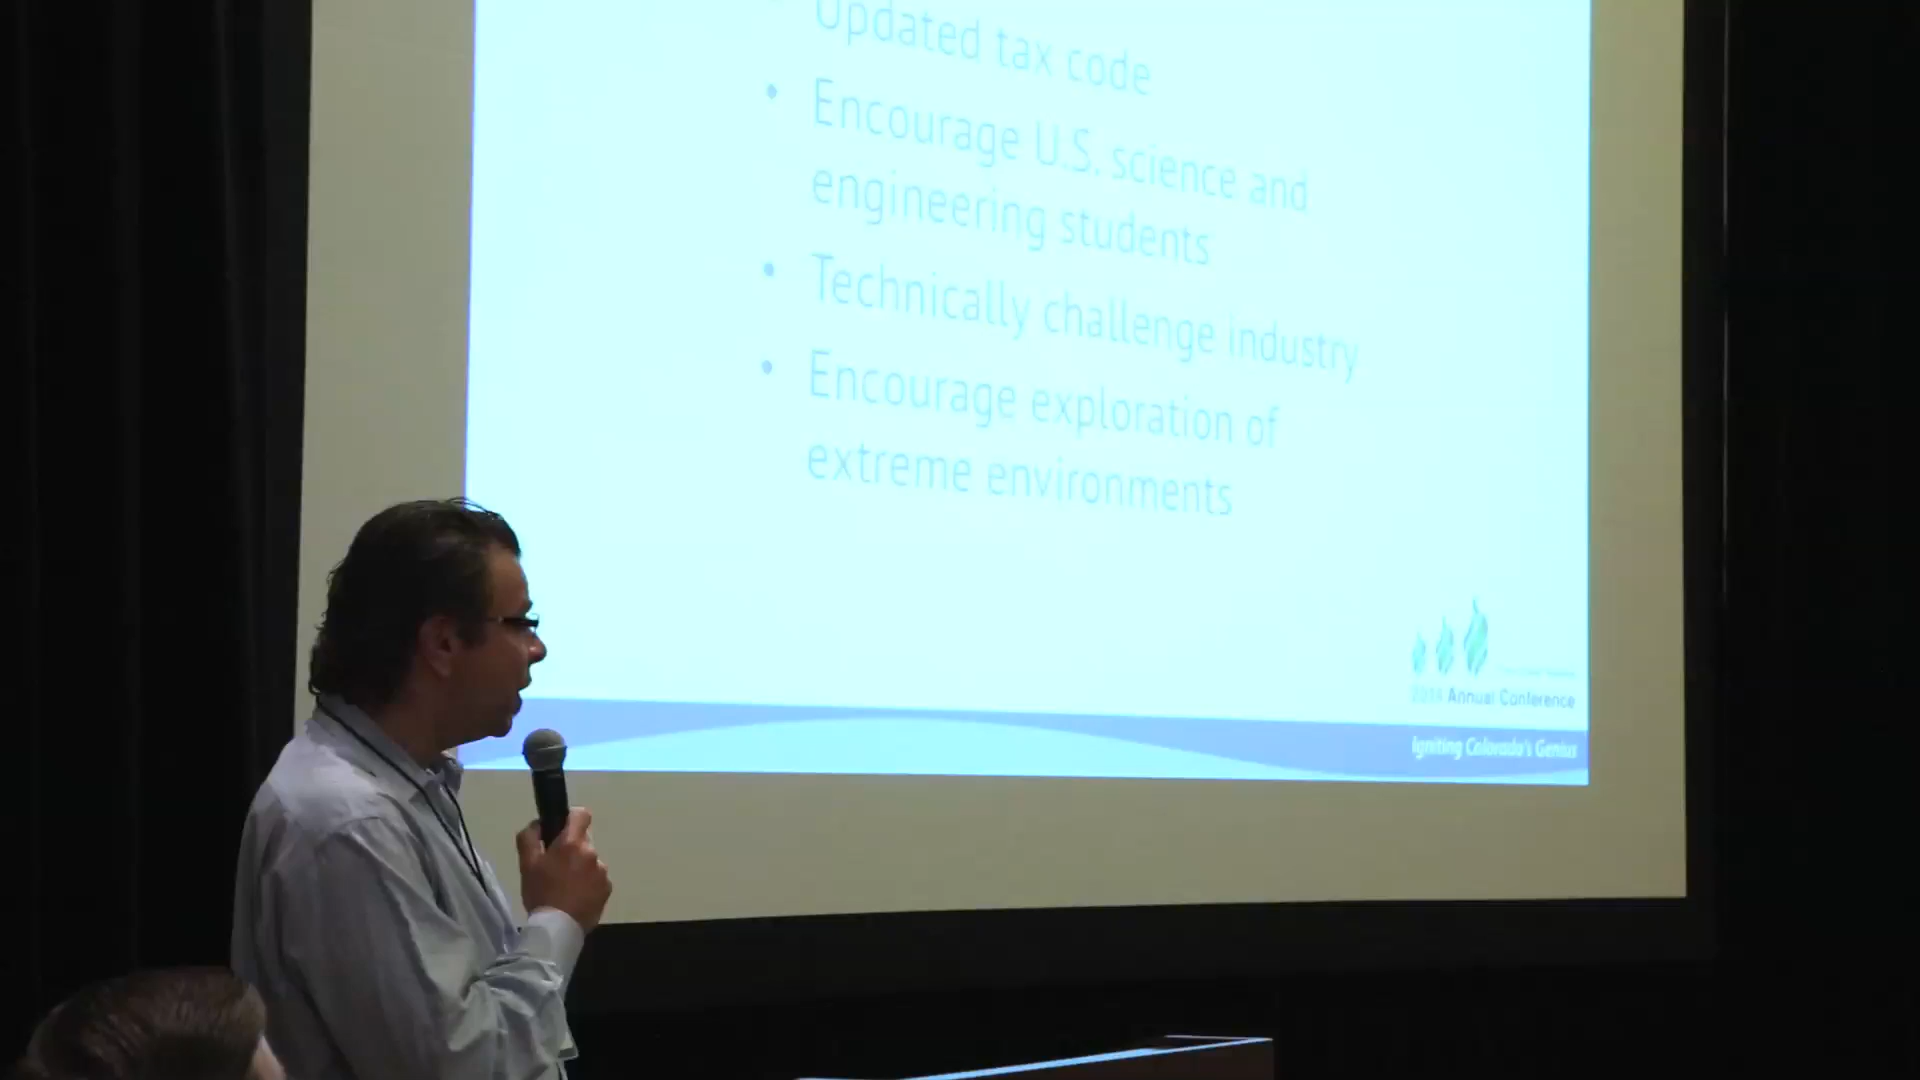 Updated tax code
• Encourage U.S. science and
engineering students
• Technically challenge industry
• Encourage exploration of
extreme environments
2014 Annual Conference
Igniting Colorado's Genius